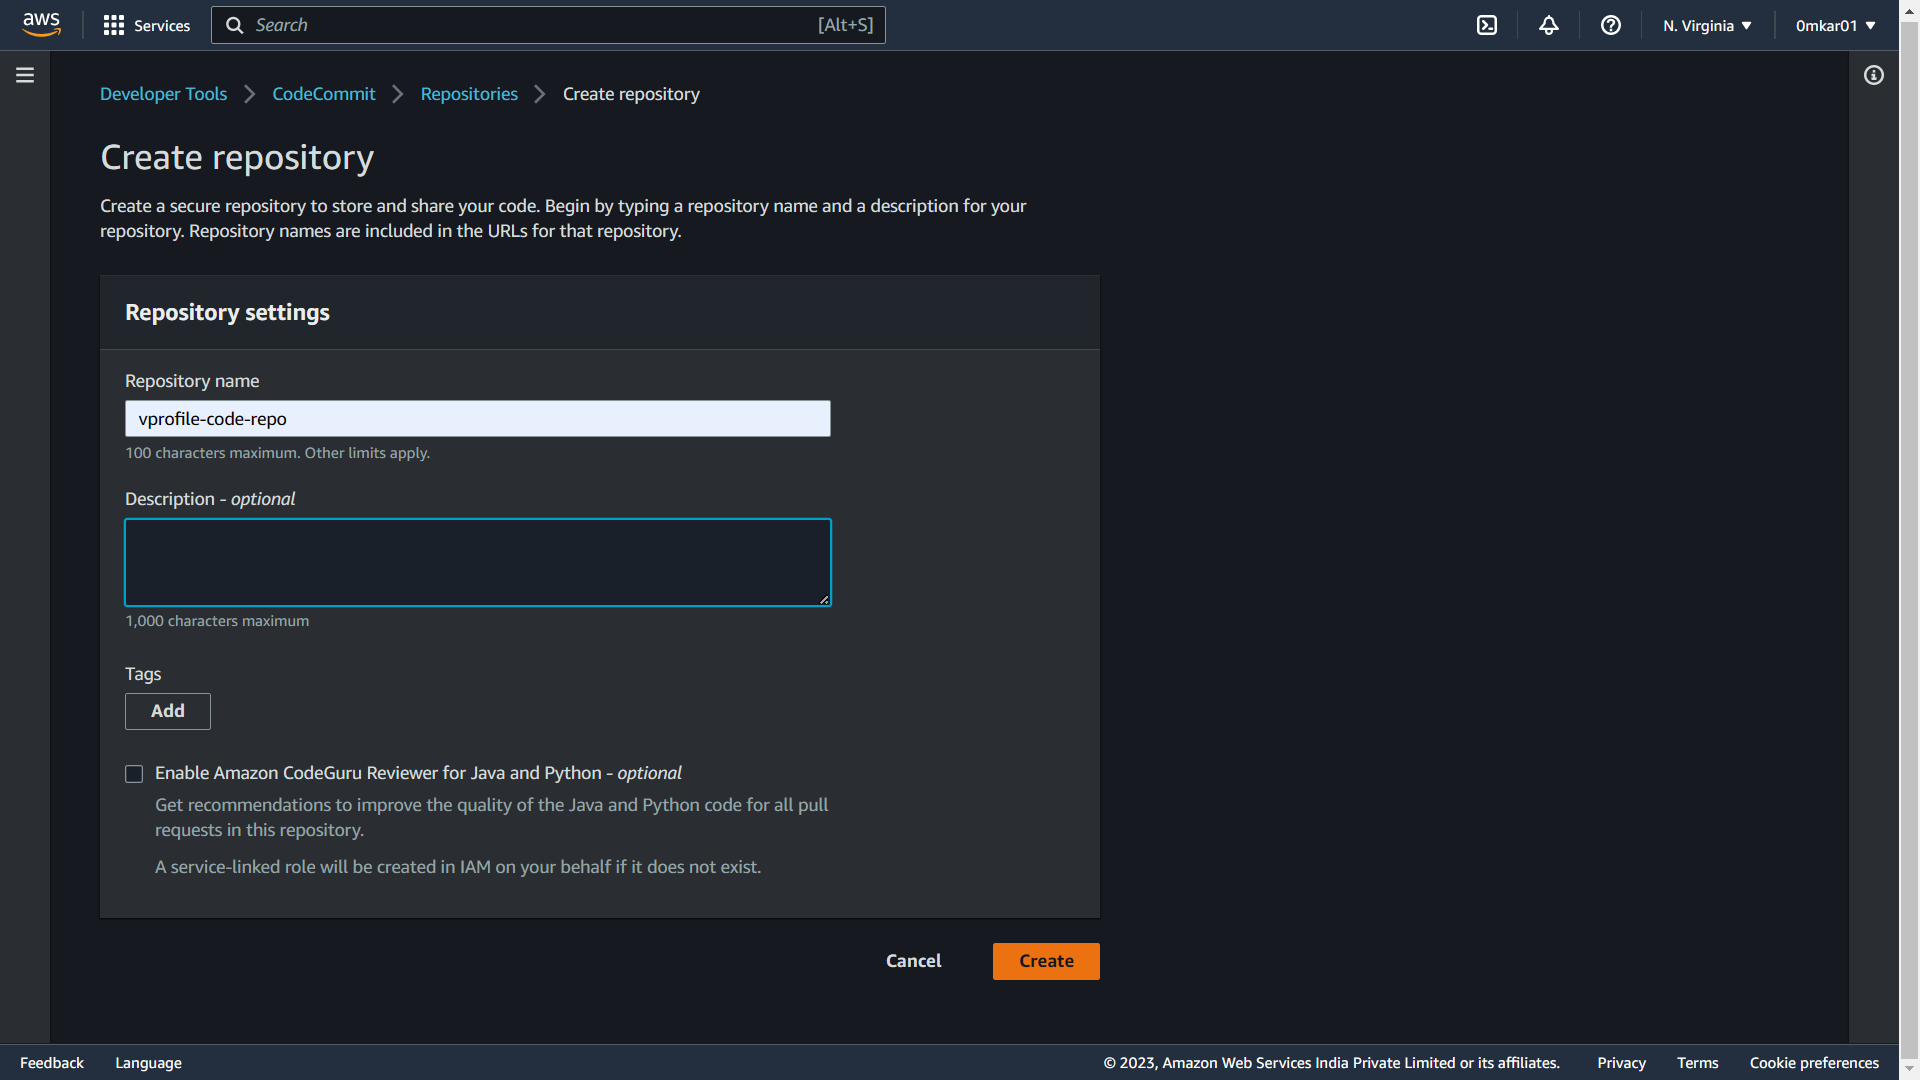 aws
Services
Search
[Alt+S]
N. Virginia
0mkar01
Developer Tools
CodeCommit
Repositories
Create repository
Create repository
Create a secure repository to store and share your code. Begin by typing a repository name and a description for your
repository. Repository names are included in the URLs for that repository.
Repository settings
Repository name
vprofile-code-repo
100 characters maximum. Other limits apply.
Description - optional
1,000 characters maximum
Tags
Add
Enable Amazon CodeGuru Reviewer for Java and Python - optional
Get recommendations to improve the quality of the Java and Python code for all pull
requests in this repository.
A service-linked role will be created in IAM on your behalf if it does not exist.
Cancel
Create
Feedback
Language
© 2023, Amazon Web Services India Private Limited or its affiliates.
Privacy
Terms
Cookie preferences